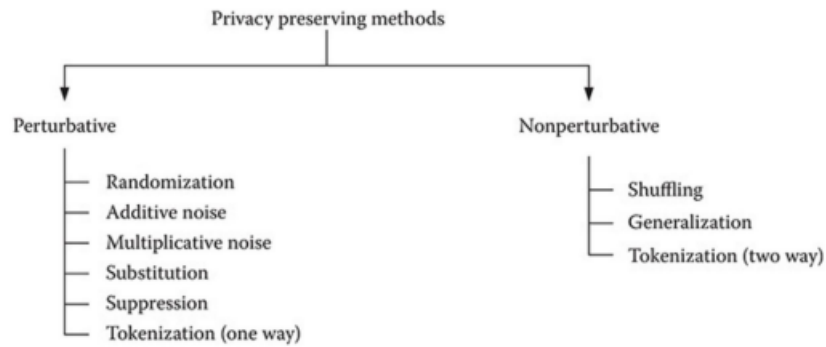 Privacy preserving methods
Perturbative
Randomization
Additive noise
Multiplicative noise
Substitution
Suppression
Tokenization (one way)
Nonperturbative
Shuffling
Generalization
Tokenization (two way)